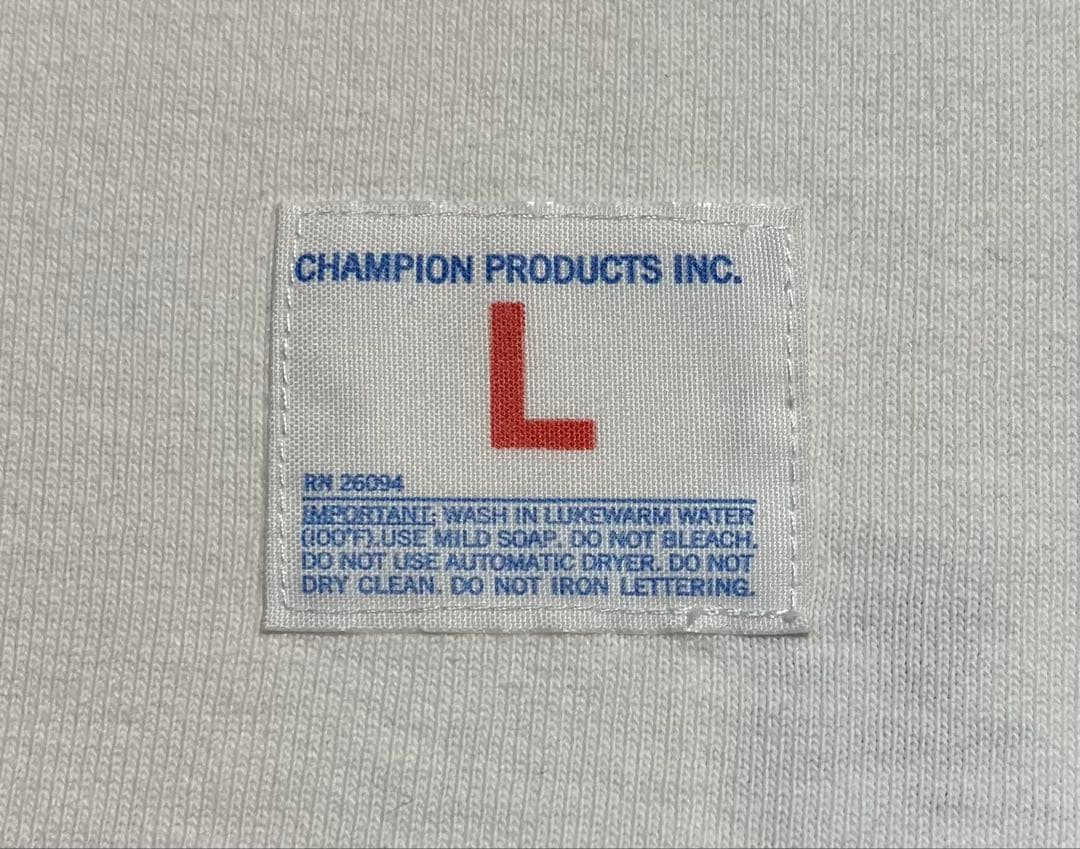 CHAMPION PRODUCTS INC.
L
RN 26094
IMPORTANT: WASH IN LUKEWARM WATER
(100°F). USE MILD SOAP. DO NOT BLEACH.
DO NOT USE AUTOMATIC DRYER. DO NOT
DRY CLEAN. DO NOT IRON LETTERING.